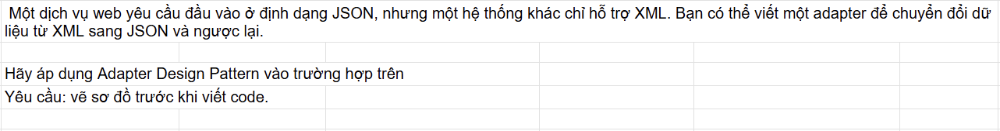 Một dịch vụ web yêu cầu đầu vào ở định dạng JSON, nhưng một hệ thống khác chỉ hỗ trợ XML. Bạn có thể viết một adapter để chuyển đổi dữ
liệu từ XML sang JSON và ngược lại.
Hãy áp dụng Adapter Design Pattern vào trường hợp trên
Yêu cầu: vẽ sơ đồ trước khi viết code.